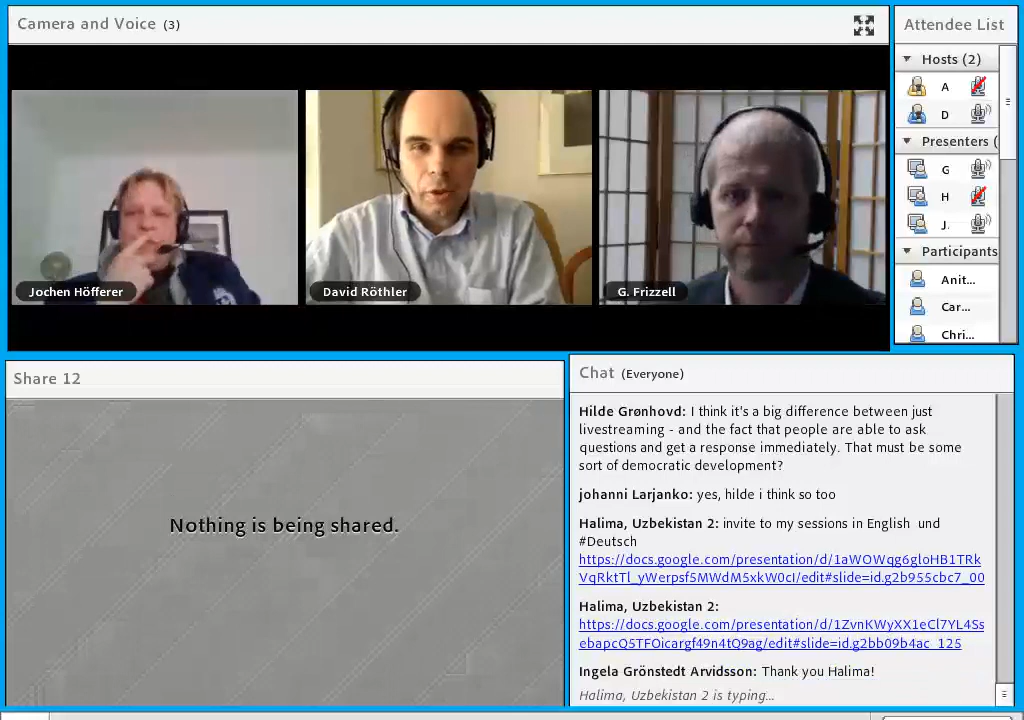 Camera and Voice (3)
Attendee List
Hosts (2)
A
D
Presenters (
G
H
J.
Participants
Anit...
Car...
Chri...
Jochen Höfferer
David Röthler
G. Frizzell
Share 12
Nothing is being shared.
Chat (Everyone)
Hilde Grønhovd: I think it's a big difference between just
livestreaming - and the fact that people are able to ask
questions and get a response immediately. That must be some
sort of democratic development?
johanni Larjanko: yes, hilde i think so too
Halima, Uzbekistan 2: invite to my sessions in English und
#Deutsch
https://docs.google.com/presentation/d/1aWOWqg6gloHB1TRk
VqRktTl_yWerpsf5MWdM5xkW0cI/edit#slide=id.g2b955cbc7_00
Halima, Uzbekistan 2:
https://docs.google.com/presentation/d/1ZvnKWyXX1eCl7YL4Ss
ebapcQ5TFOicargf49n4tQ9ag/edit#slide=id.g2bb09b4ac_125
Ingela Grönstedt Arvidsson: Thank you Halima!
Halima, Uzbekistan 2 is typing...